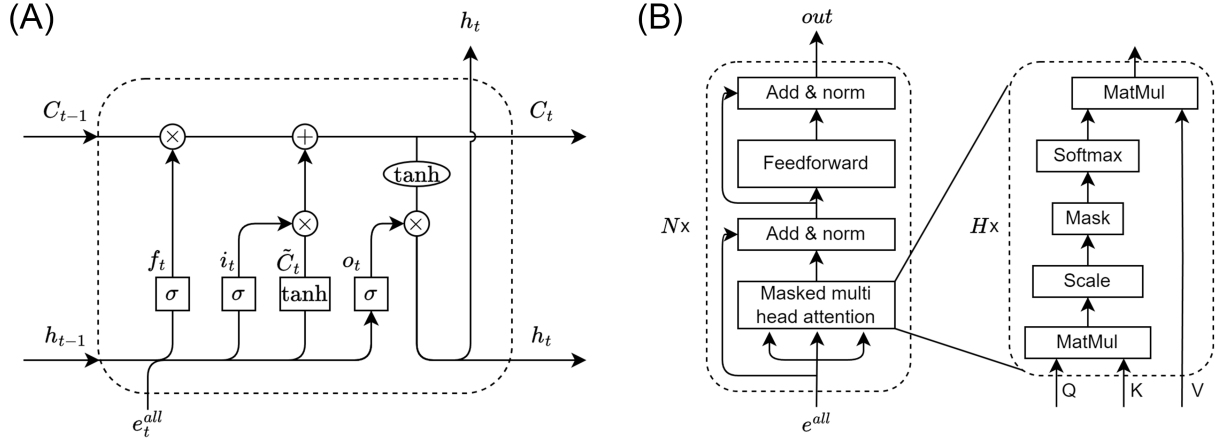 (A)
h_t
C_{t-1}
C_t
×
+
tanh
×
×
f_t
i_t
C̃_t
o_t
σ
σ
tanh
σ
h_{t-1}
h_t
e_t^{all}
(B)
out
Add & norm
Feedforward
N×
Add & norm
Masked multi
head attention
e^{all}
MatMul
Softmax
H×
Mask
Scale
MatMul
Q
K
V